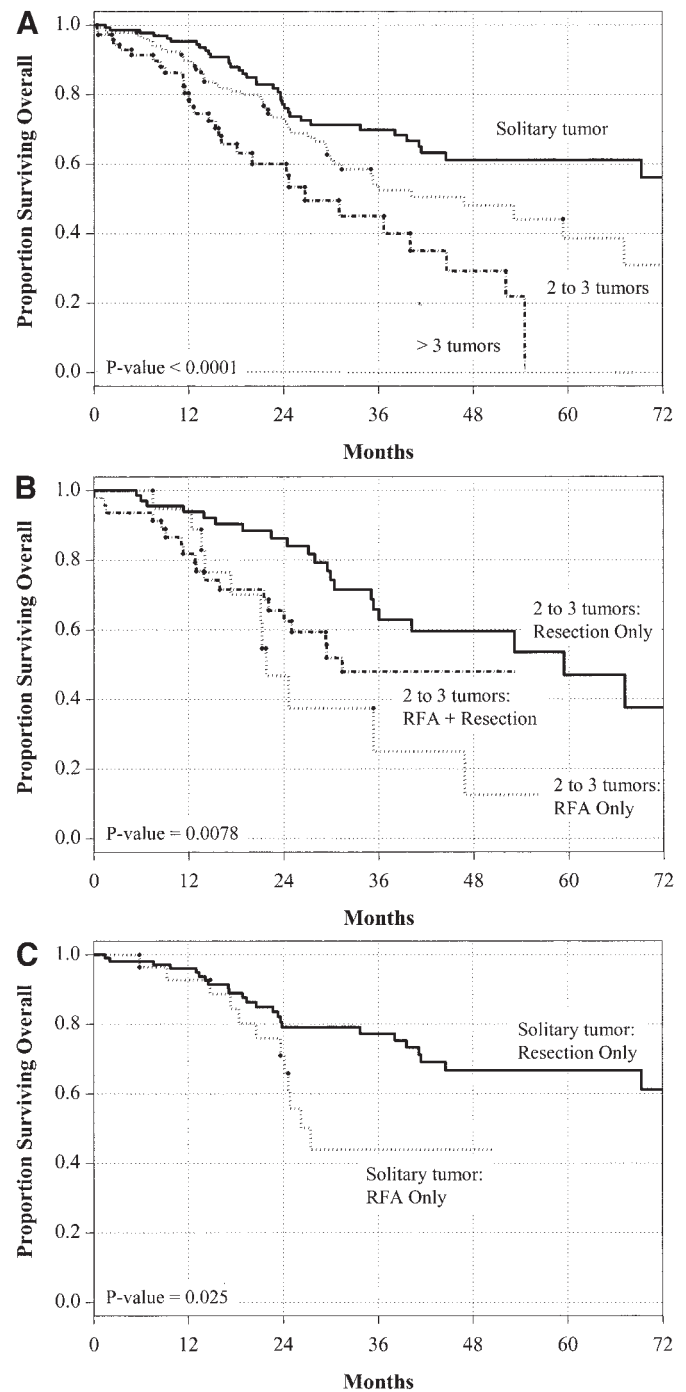 A
Proportion Surviving Overall
1.0
0.8
0.6
0.4
0.2
0.0
Solitary tumor
2 to 3 tumors
> 3 tumors
P-value < 0.0001
0 12 24 36 48 60 72
Months
B
Proportion Surviving Overall
1.0
0.8
0.6
0.4
0.2
0.0
2 to 3 tumors:
Resection Only
2 to 3 tumors:
RFA + Resection
2 to 3 tumors:
RFA Only
P-value = 0.0078
0 12 24 36 48 60 72
Months
C
Proportion Surviving Overall
1.0
0.8
0.6
0.4
0.2
0.0
Solitary tumor:
Resection Only
Solitary tumor:
RFA Only
P-value = 0.025
0 12 24 36 48 60 72
Months